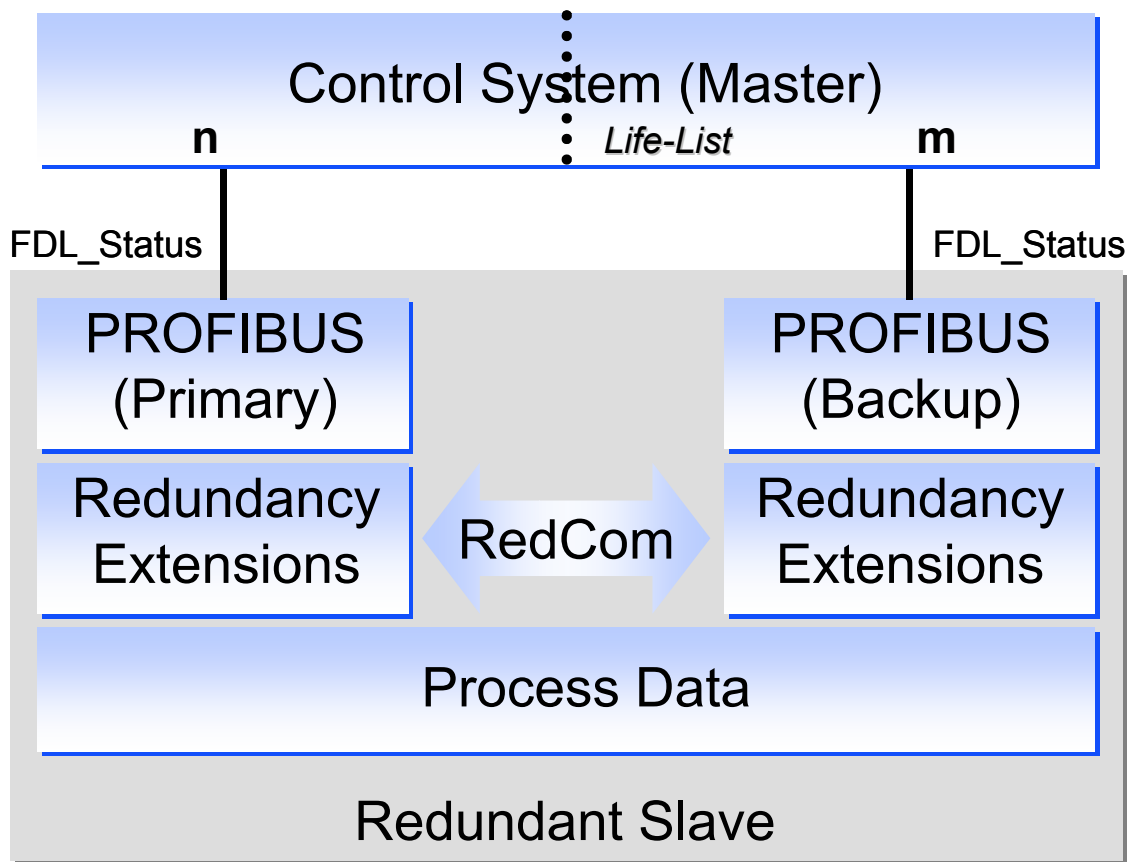 Control System (Master)
n
Life-List
m
FDL_Status
FDL_Status
PROFIBUS
(Primary)
PROFIBUS
(Backup)
Redundancy
Extensions
RedCom
Redundancy
Extensions
Process Data
Redundant Slave